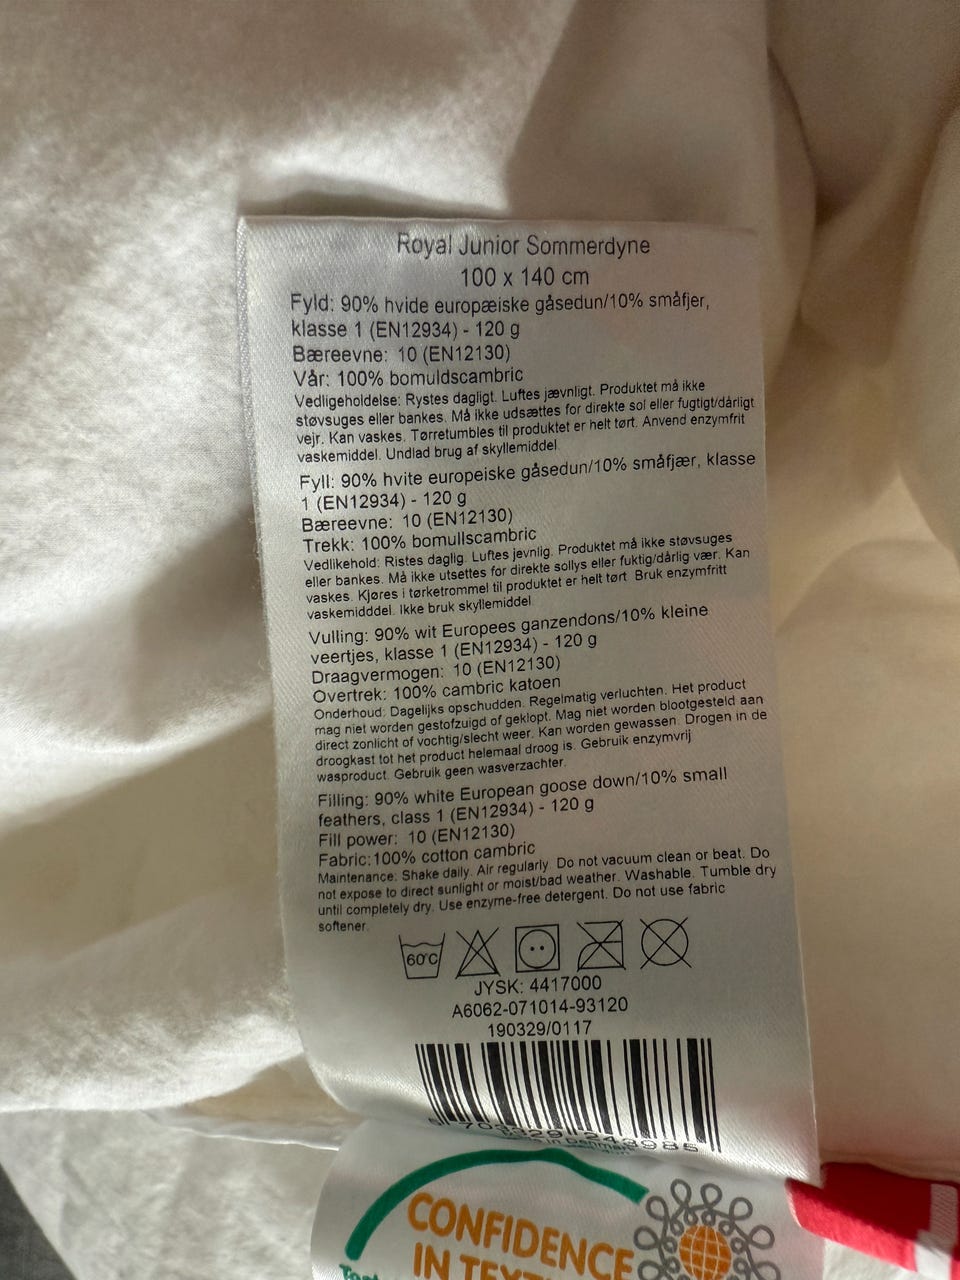 Royal Junior Sommerdyne
100 x 140 cm
Fyld: 90% hvide europæiske gåsedun/10% småfjer,
klasse 1 (EN12934) - 120 g
Bæreevne: 10 (EN12130)
Vår: 100% bomuldscambric
Vedligeholdelse: Rystes dagligt. Luftes jævnligt. Produktet må ikke
støvsuges eller bankes. Må ikke udsættes for direkte sol eller fugtigt/dårligt
vejr. Kan vaskes. Tørretumbles til produktet er helt tørt. Anvend enzymfrit
vaskemiddel. Undlad brug af skyllemiddel.
Fyll: 90% hvite europeiske gåsedun/10% småfjær, klasse
1 (EN12934) - 120 g
Bæreevne: 10 (EN12130)
Trekk: 100% bomullscambric
Vedlikehold: Ristes daglig. Luftes jevnlig. Produktet må ikke støvsuges
eller bankes. Må ikke utsettes for direkte sollys eller fuktig/dårlig vær. Kan
vaskes. Kjøres i tørketrommel til produktet er helt tørt. Bruk enzymfritt
vaskemidddel. Ikke bruk skyllemiddel.
Vulling: 90% wit Europees ganzendons/10% kleine
veertjes, klasse 1 (EN12934) - 120 g
Draagvermogen: 10 (EN12130)
Overtrek: 100% cambric katoen
Onderhoud: Dagelijks opschudden. Regelmatig verluchten. Het product
mag niet worden gestofzuigd of geklopt. Mag niet worden blootgesteld aan
direct zonlicht of vochtig/slecht weer. Kan worden gewassen. Drogen in de
droogkast tot het product helemaal droog is. Gebruik enzymvrij
wasproduct. Gebruik geen wasverzachter.
Filling: 90% white European goose down/10% small
feathers, class 1 (EN12934) - 120 g
Fill power: 10 (EN12130)
Fabric:100% cotton cambric
Maintenance: Shake daily. Air regularly. Do not vacuum clean or beat. Do
not expose to direct sunlight or moist/bad weather. Washable. Tumble dry
until completely dry. Use enzyme-free detergent. Do not use fabric
softener.
60°C
JYSK: 4417000
A6062-071014-93120
190329/0117
5 703329 243985
in Denmark
CONFIDENCE
IN